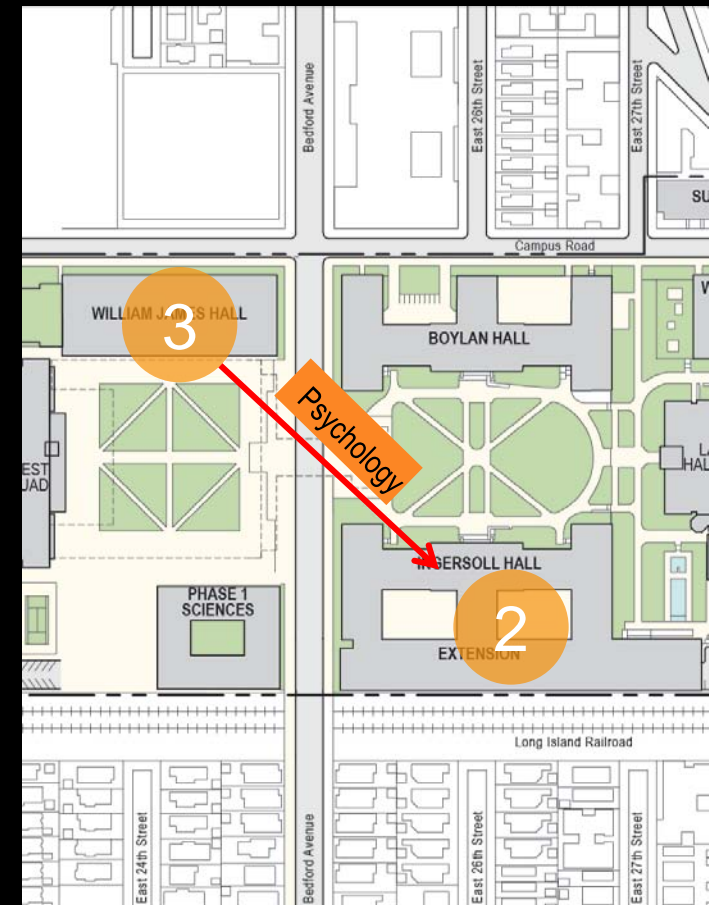 Bedford Avenue
East 26th Street
East 27th Street
SU
Campus Road
WILLIAM JAMES HALL
3
BOYLAN HALL
W
Psychology
EST
UAD
LA
HAL
INGERSOLL HALL
PHASE 1
SCIENCES
2
EXTENSION
Long Island Railroad
East 24th Street
Bedford Avenue
East 26th Street
East 27th Street